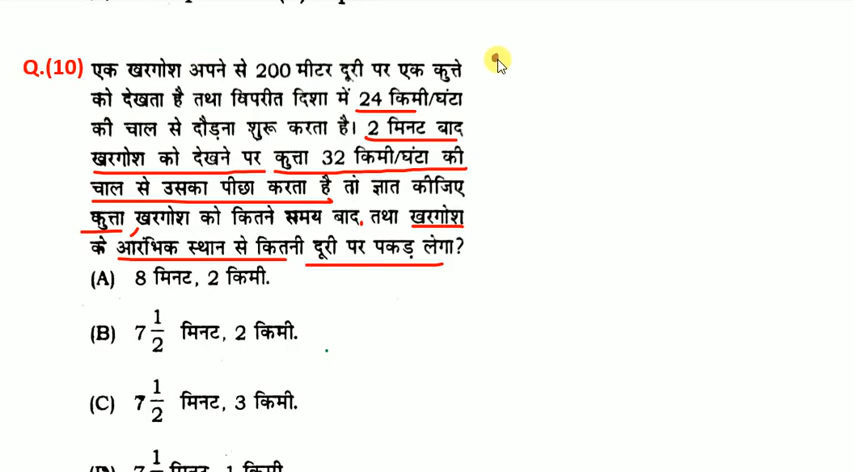 Q.(10) एक खरगोश अपने से 200 मीटर दूरी पर एक कुत्ते
को देखता है तथा विपरीत दिशा में 24 किमी/घंटा
की चाल से दौड़ना शुरू करता है। 2 मिनट बाद
खरगोश को देखने पर कुत्ता 32 किमी/घंटा की
चाल से उसका पीछा करता है तो ज्ञात कीजिए
कुत्ता खरगोश को कितने समय बाद तथा खरगोश
के आरंभिक स्थान से कितनी दूरी पर पकड़ लेगा?
(A) 8 मिनट, 2 किमी.
(B) 7 1/2 मिनट, 2 किमी.
(C) 7 1/2 मिनट, 3 किमी.